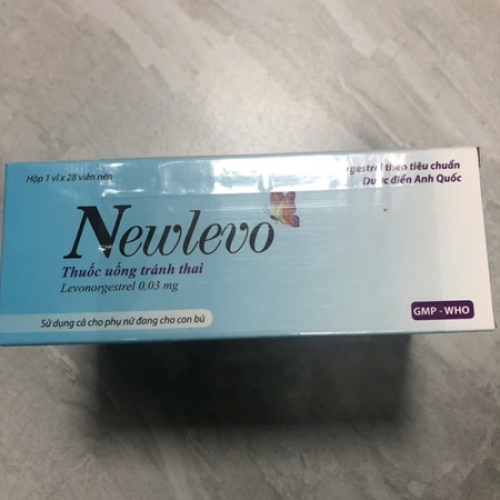 Hộp 1 vỉ x 28 viên nén
rgestrel theo tiêu chuẩn
Dược điển Anh Quốc
Newlevo
Thuốc uống tránh thai
Levonorgestrel 0,03 mg
GMP - WHO
Sử dụng cả cho phụ nữ đang cho con bú